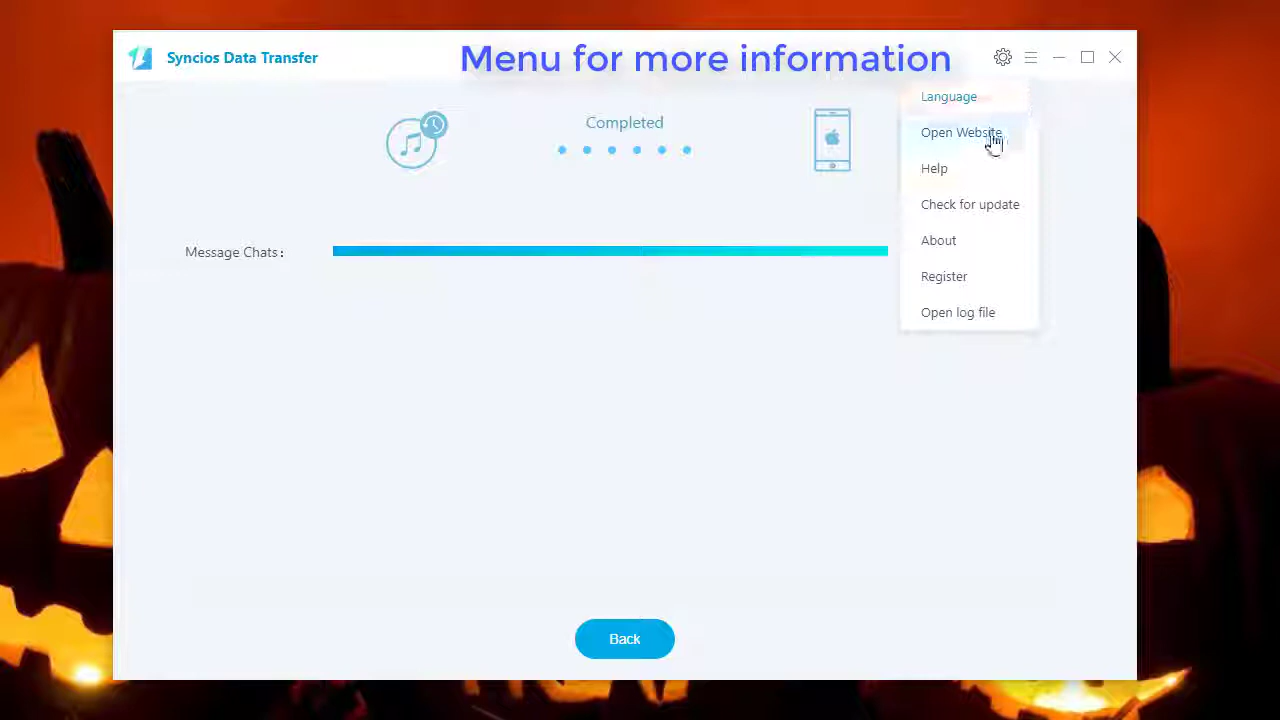 Syncios Data Transfer
Menu for more information
Language
Completed
Open Website
Help
Check for update
About
Message Chats:
Register
Open log file
Back